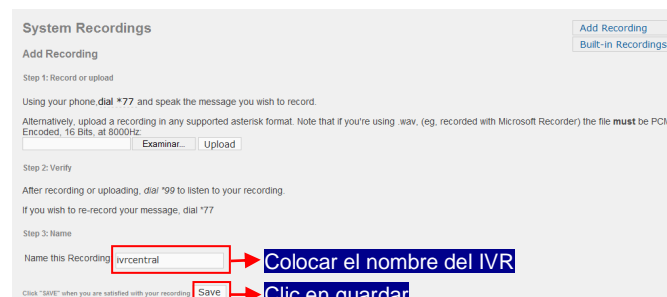 System Recordings
Add Recording
Built-in Recordings
Add Recording
Step 1: Record or upload
Using your phone,dial *77 and speak the message you wish to record.
Alternatively, upload a recording in any supported asterisk format. Note that if you're using .wav, (eg, recorded with Microsoft Recorder) the file must be PCM
Encoded, 16 Bits, at 8000Hz:
Examinar... Upload
Step 2: Verify
After recording or uploading, dial *99 to listen to your recording.
If you wish to re-record your message, dial *77
Step 3: Name
Name this Recording: ivrcentral Colocar el nombre del IVR
Click "SAVE" when you are satisfied with your recording Save Clic en guardar